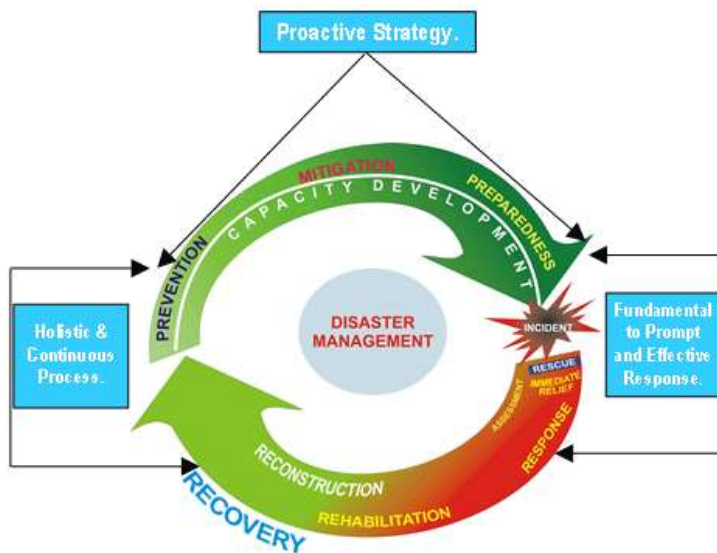 Proactive Strategy.
MITIGATION
CAPACITY DEVELOPMENT
PREPAREDNESS
PREVENTION
Holistic &
Continuous
Process.
DISASTER
MANAGEMENT
INCIDENT
Fundamental
to Prompt
and Effective
Response.
RESCUE
IMMEDIATE
RELIEF
ASSESSMENT
RESPONSE
RECONSTRUCTION
REHABILITATION
RECOVERY